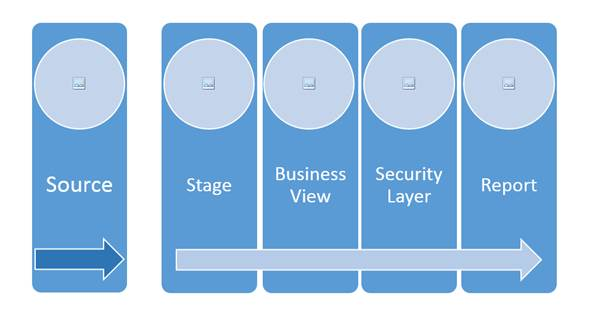 Source
Stage
Business
View
Security
Layer
Report